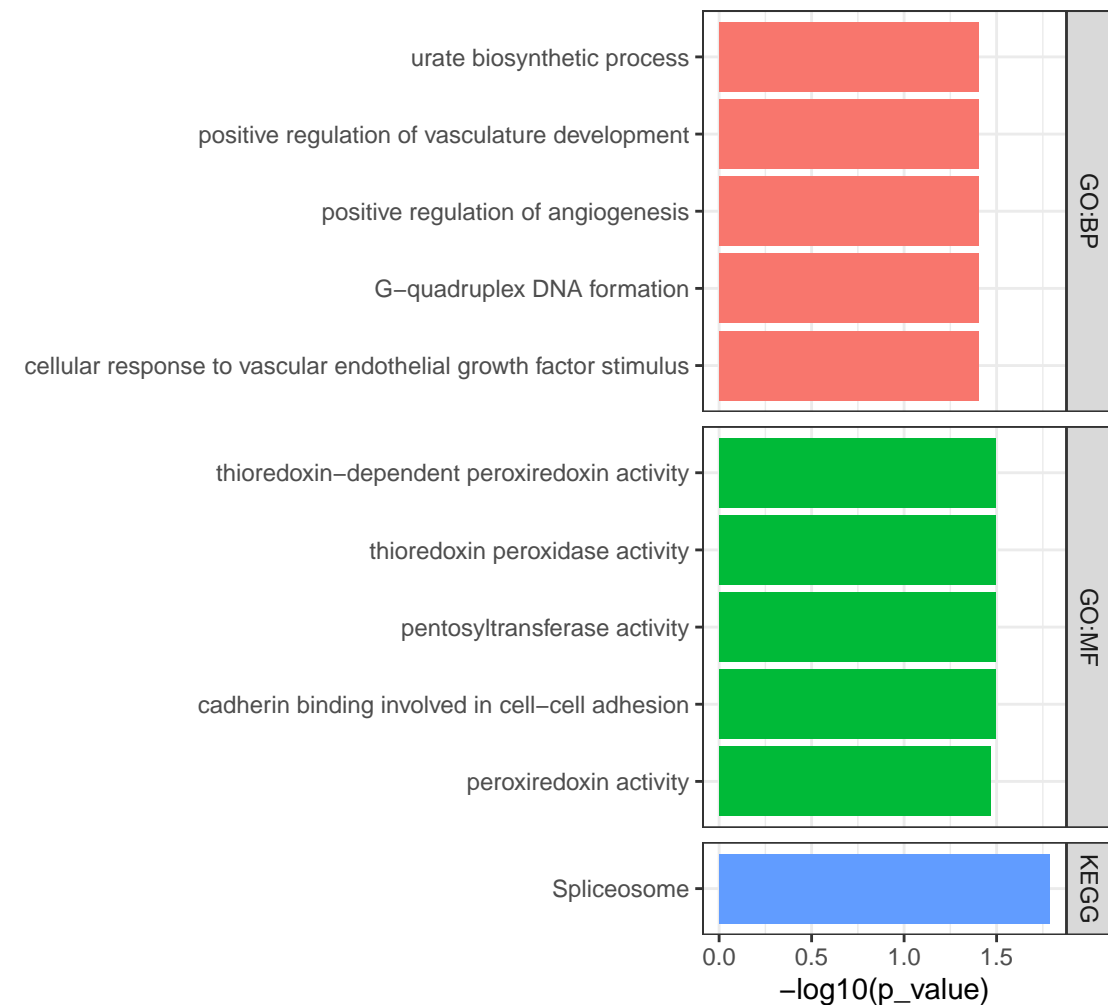 urate biosynthetic process
positive regulation of vasculature development
positive regulation of angiogenesis
G−quadruplex DNA formation
cellular response to vascular endothelial growth factor stimulus
GO:BP
thioredoxin−dependent peroxiredoxin activity
thioredoxin peroxidase activity
pentosyltransferase activity
cadherin binding involved in cell−cell adhesion
peroxiredoxin activity
GO:MF
Spliceosome
KEGG
0.0 0.5 1.0 1.5
−log10(p_value)